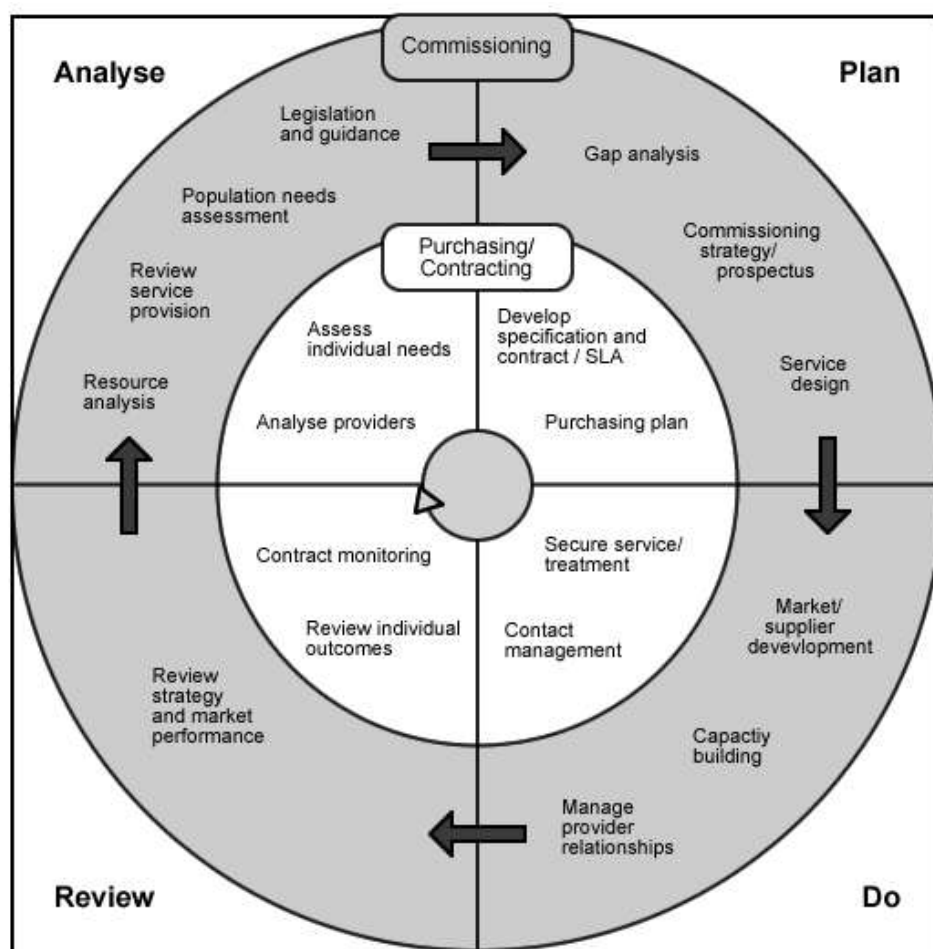 Commissioning
Analyse
Plan
Legislation
and guidance
Gap analysis
Population needs
assessment
Commissioning
strategy/
prospectus
Purchasing/
Contracting
Review
service
provision
Assess
individual needs
Develop
specification and
contract / SLA
Resource
analysis
Service
design
Analyse providers
Purchasing plan
Contract monitoring
Secure service/
treatment
Review individual
outcomes
Contact
management
Market/
supplier
devevlopment
Review
strategy
and market
performance
Capactiy
building
Manage
provider
relationships
Review
Do